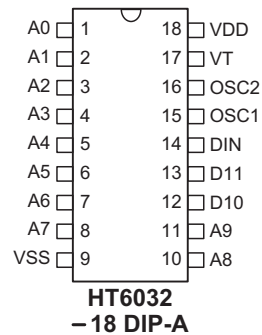 A0 1 18 VDD
A1 2 17 VT
A2 3 16 OSC2
A3 4 15 OSC1
A4 5 14 DIN
A5 6 13 D11
A6 7 12 D10
A7 8 11 A9
VSS 9 10 A8
HT6032
– 18 DIP-A